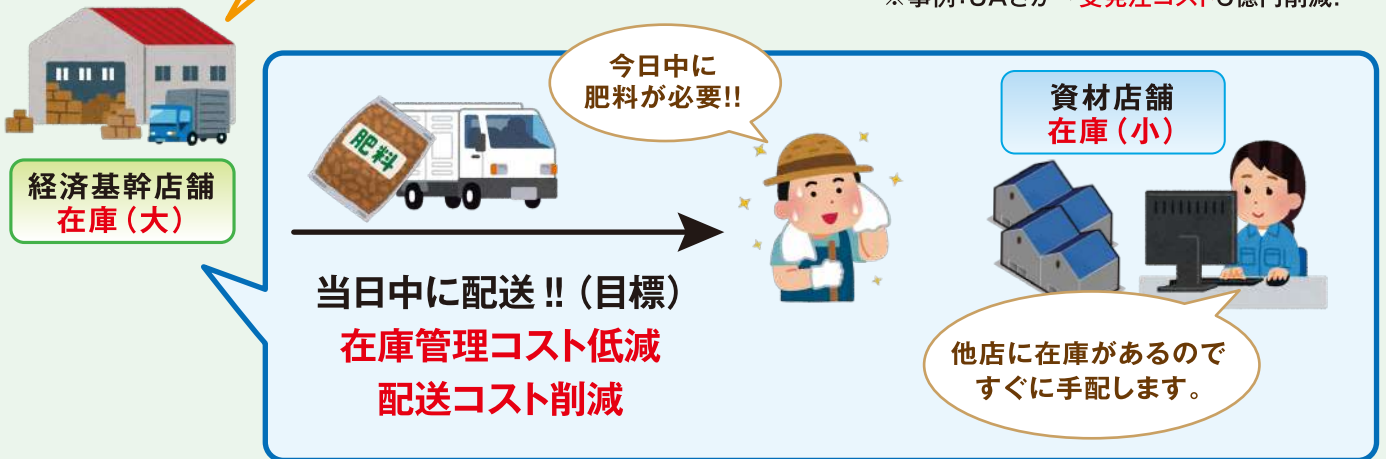 今日中に
肥料が必要!!
肥料
資材店舗
在庫（小）
経済基幹店舗
在庫（大）
当日中に配送!!（目標）
在庫管理コスト低減
配送コスト削減
他店に在庫があるので
すぐに手配します。